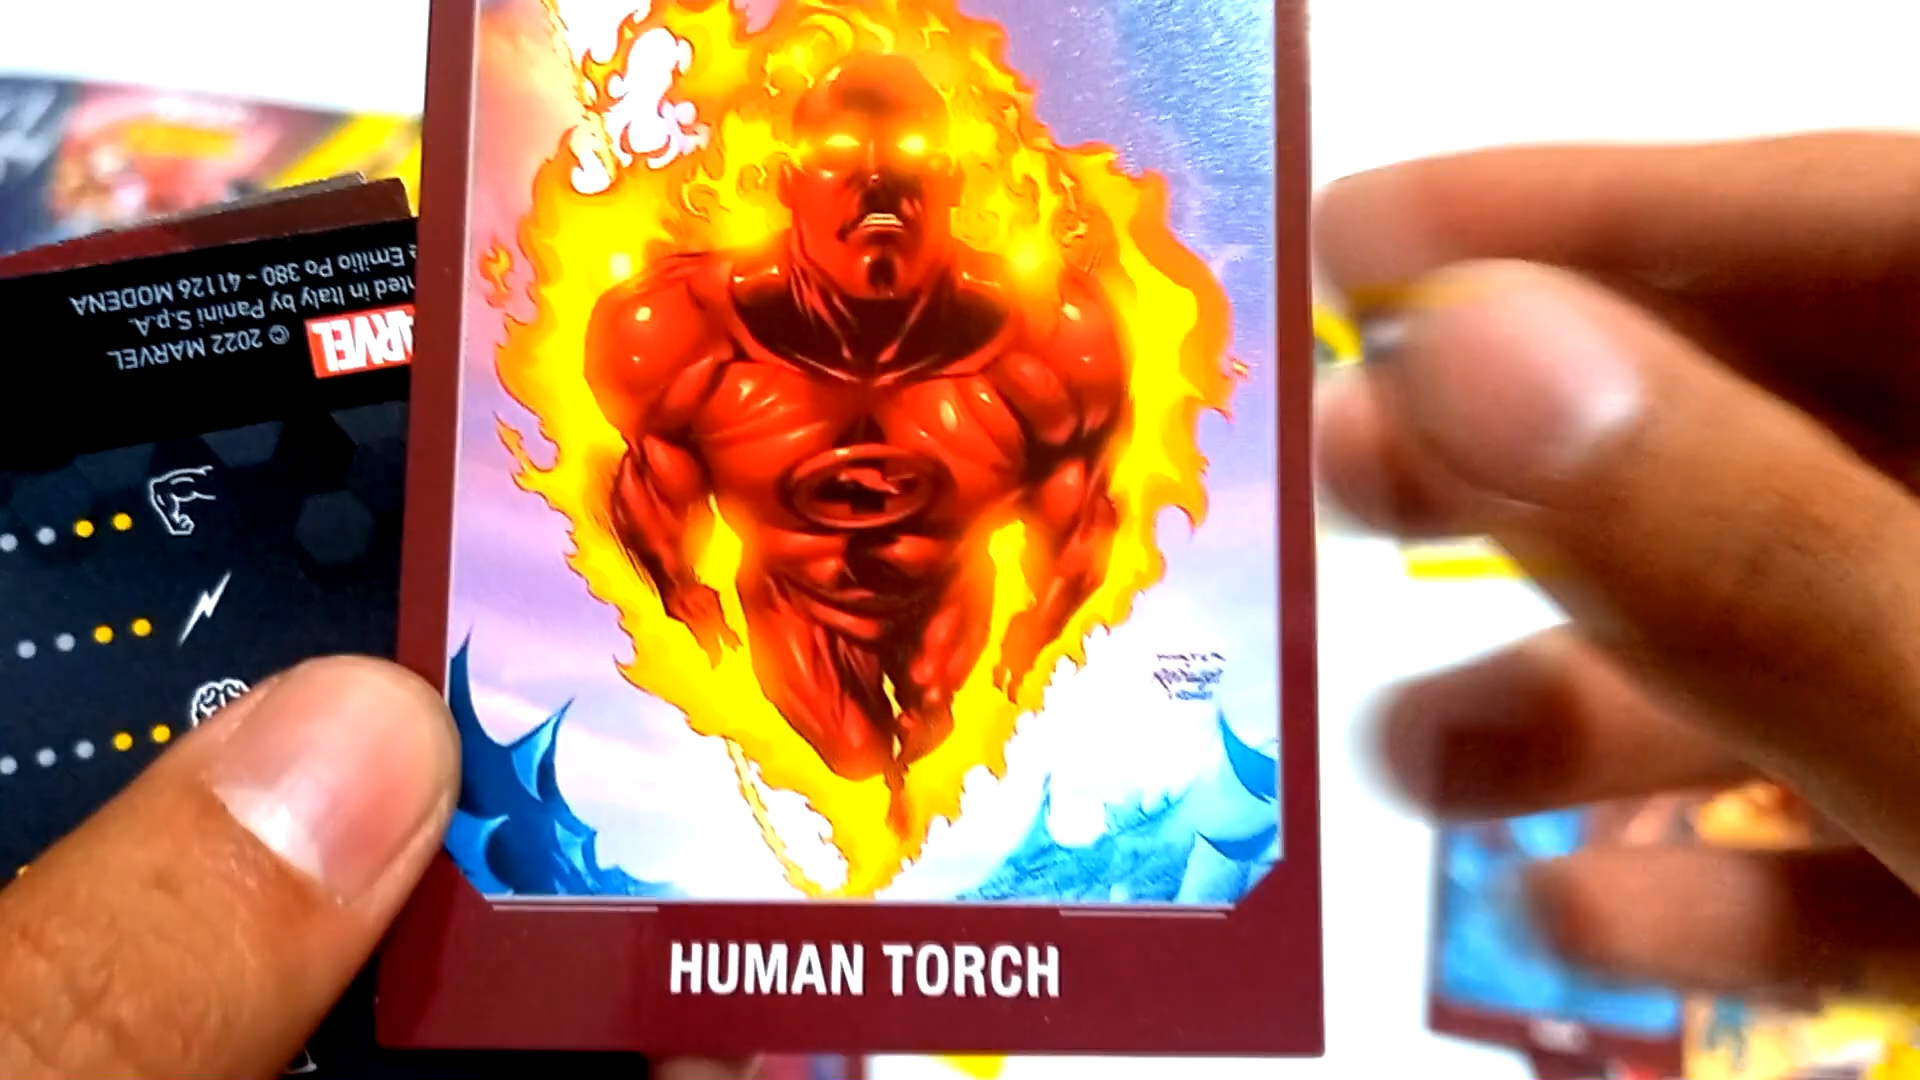 HUMAN TORCH
MARVEL
© 2022 MARVEL
nted in Italy by Panini S.p.A.
Emilio Po 380 - 41126 MODENA